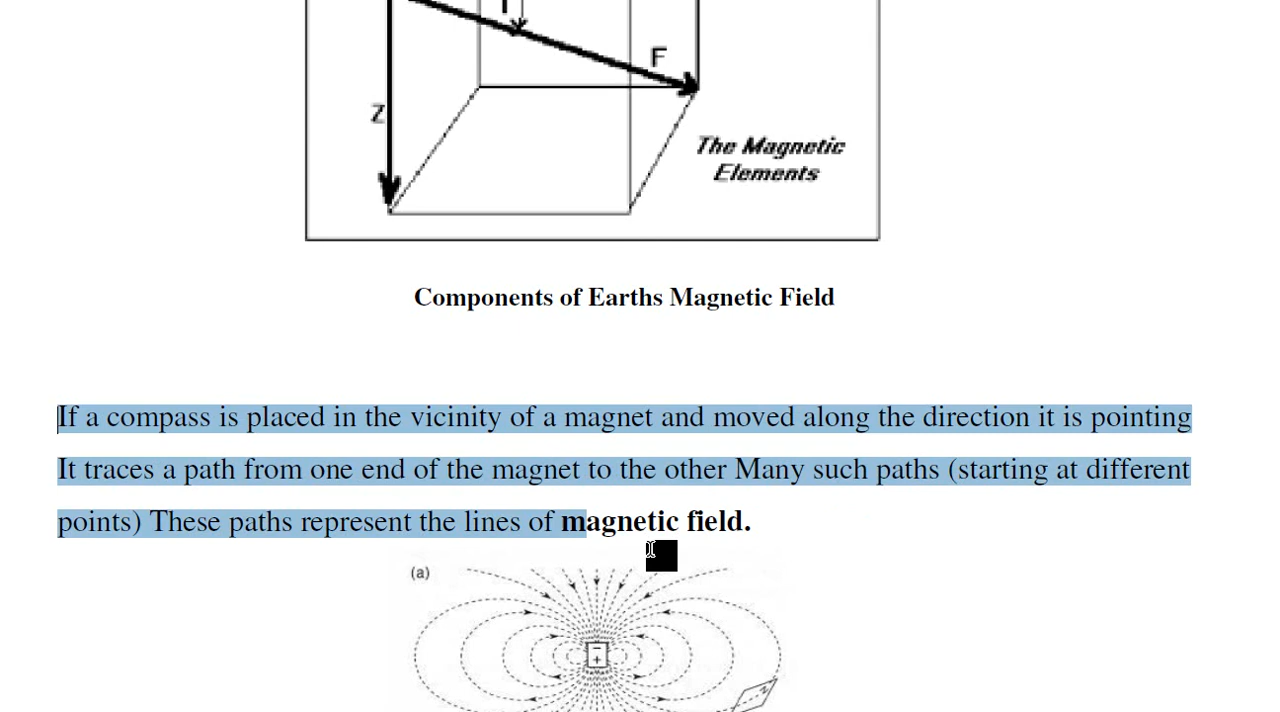 F
Z
The Magnetic
Elements
Components of Earths Magnetic Field
If a compass is placed in the vicinity of a magnet and moved along the direction it is pointing
It traces a path from one end of the magnet to the other Many such paths (starting at different
points) These paths represent the lines of magnetic field.
(a)
−
+